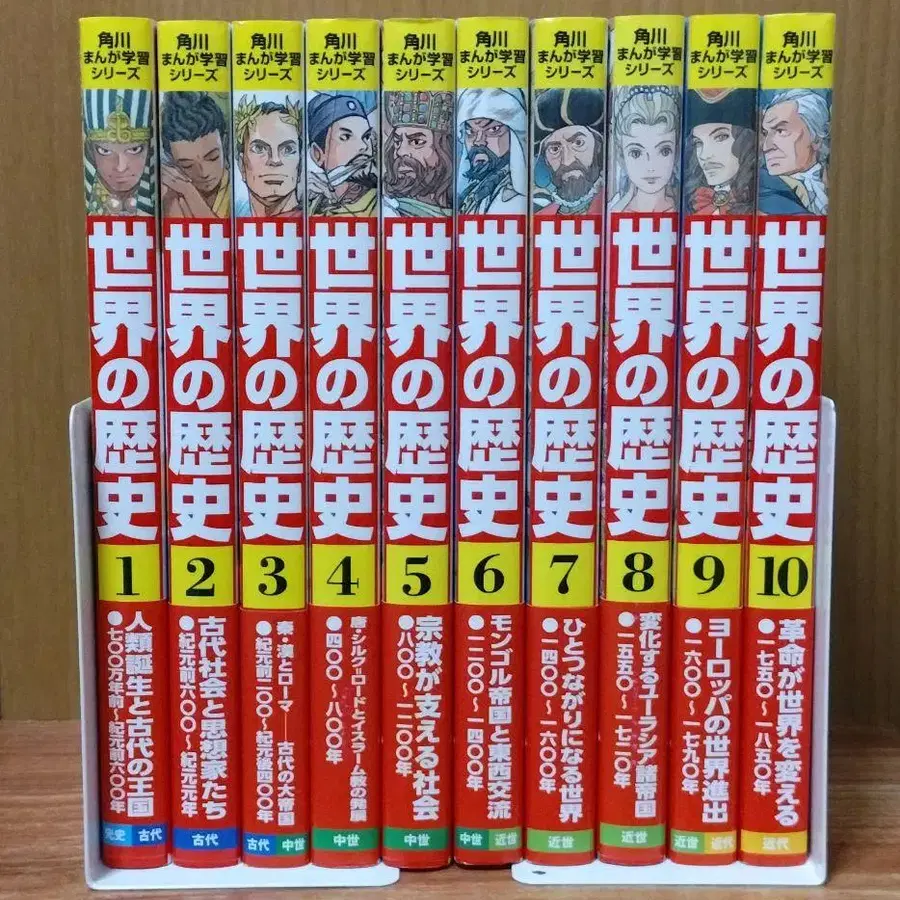 角川
まんが学習
シリーズ
世界の歴史
1
人類誕生と古代の王国
●七〇〇万年前〜紀元前六〇〇年
先史 古代
角川
まんが学習
シリーズ
世界の歴史
2
古代社会と思想家たち
●紀元前六〇〇〜紀元元年
古代
角川
まんが学習
シリーズ
世界の歴史
3
秦・漢とローマ――古代の大帝国
●紀元前二〇〇〜紀元後四〇〇年
古代 中世
角川
まんが学習
シリーズ
世界の歴史
4
唐・シルクロードとイスラーム教の発展
●四〇〇〜八〇〇年
中世
角川
まんが学習
シリーズ
世界の歴史
5
宗教が支える社会
●八〇〇〜一二〇〇年
中世
角川
まんが学習
シリーズ
世界の歴史
6
モンゴル帝国と東西交流
●一二〇〇〜一四〇〇年
中世 近世
角川
まんが学習
シリーズ
世界の歴史
7
ひとつながりになる世界
●一四〇〇〜一六〇〇年
近世
角川
まんが学習
シリーズ
世界の歴史
8
変化するユーラシア諸帝国
●一五五〇〜一七二〇年
近世
角川
まんが学習
シリーズ
世界の歴史
9
ヨーロッパの世界進出
●一六〇〇〜一七九〇年
近世 近代
角川
まんが学習
シリーズ
世界の歴史
10
革命が世界を変える
●一七五〇〜一八五〇年
近代